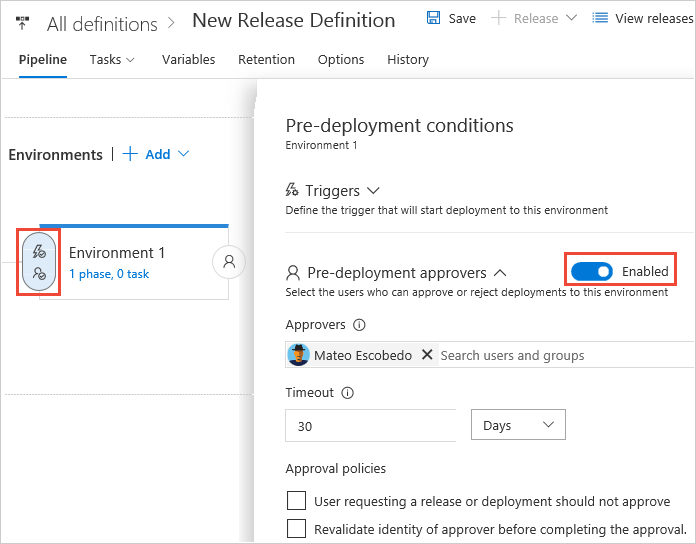 All definitions > New Release Definition Save + Release View releases
Pipeline Tasks Variables Retention Options History
Pre-deployment conditions
Environment 1
Environments | + Add
Triggers
Define the trigger that will start deployment to this environment
Environment 1
1 phase, 0 task
Pre-deployment approvers Enabled
Select the users who can approve or reject deployments to this environment
Approvers
Mateo Escobedo Search users and groups
Timeout
30 Days
Approval policies
User requesting a release or deployment should not approve
Revalidate identity of approver before completing the approval.